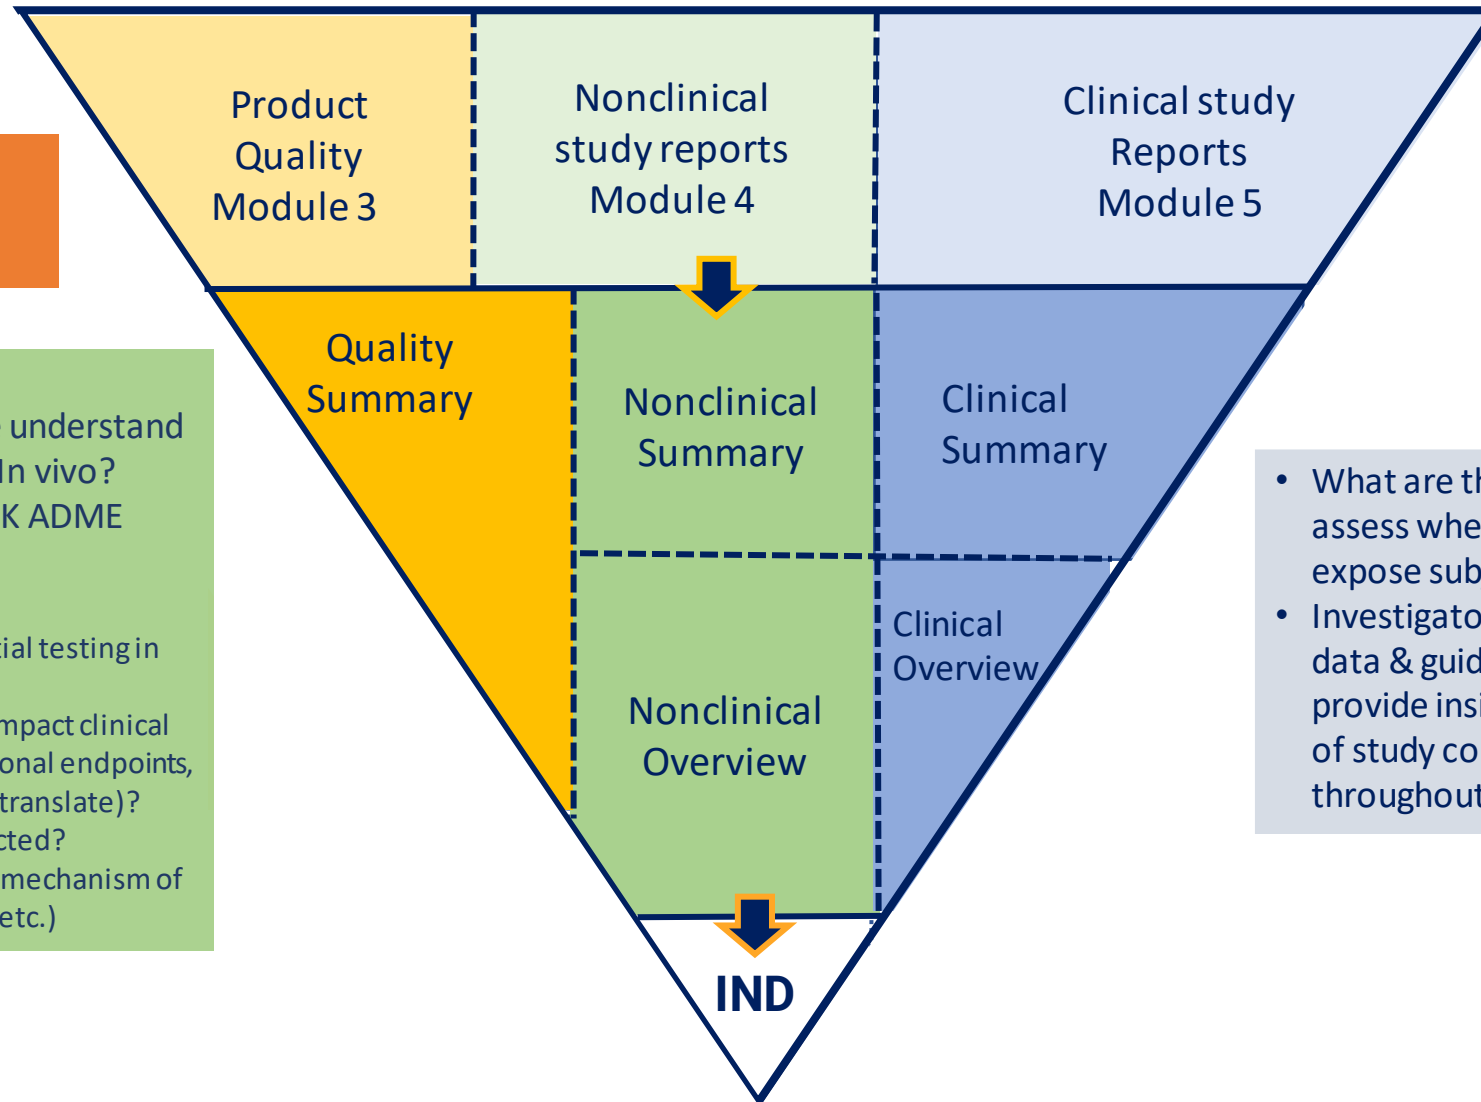 Product
Quality
Module 3
Nonclinical
study reports
Module 4
Clinical study
Reports
Module 5
Quality
Summary
Nonclinical
Summary
Clinical
Summary
Nonclinical
Overview
Clinical
Overview
IND
understand
In vivo?
K ADME
ial testing in
mpact clinical
ional endpoints,
translate)?
cted?
mechanism of
etc.)
• What are th
assess whe
expose sub
• Investigato
data & guid
provide insi
of study co
throughout